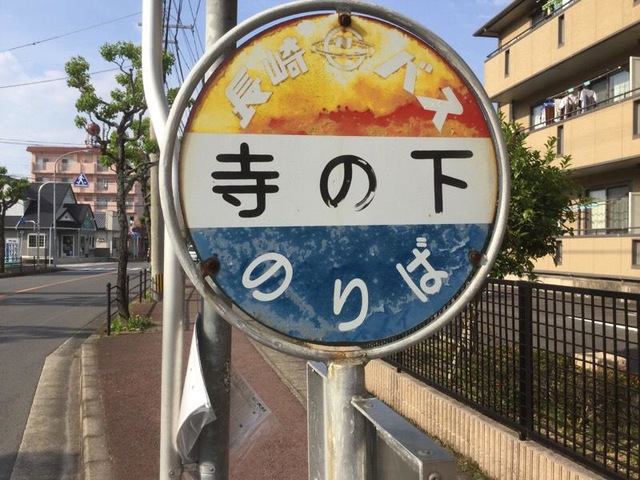 長崎バス
寺の下
のりば